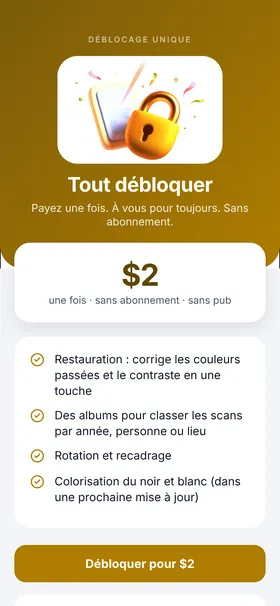 DÉBLOCAGE UNIQUE
Tout débloquer
Payez une fois. À vous pour toujours. Sans
abonnement.
$2
une fois · sans abonnement · sans pub
Restauration : corrige les couleurs
passées et le contraste en une
touche
Des albums pour classer les scans
par année, personne ou lieu
Rotation et recadrage
Colorisation du noir et blanc (dans
une prochaine mise à jour)
Débloquer pour $2